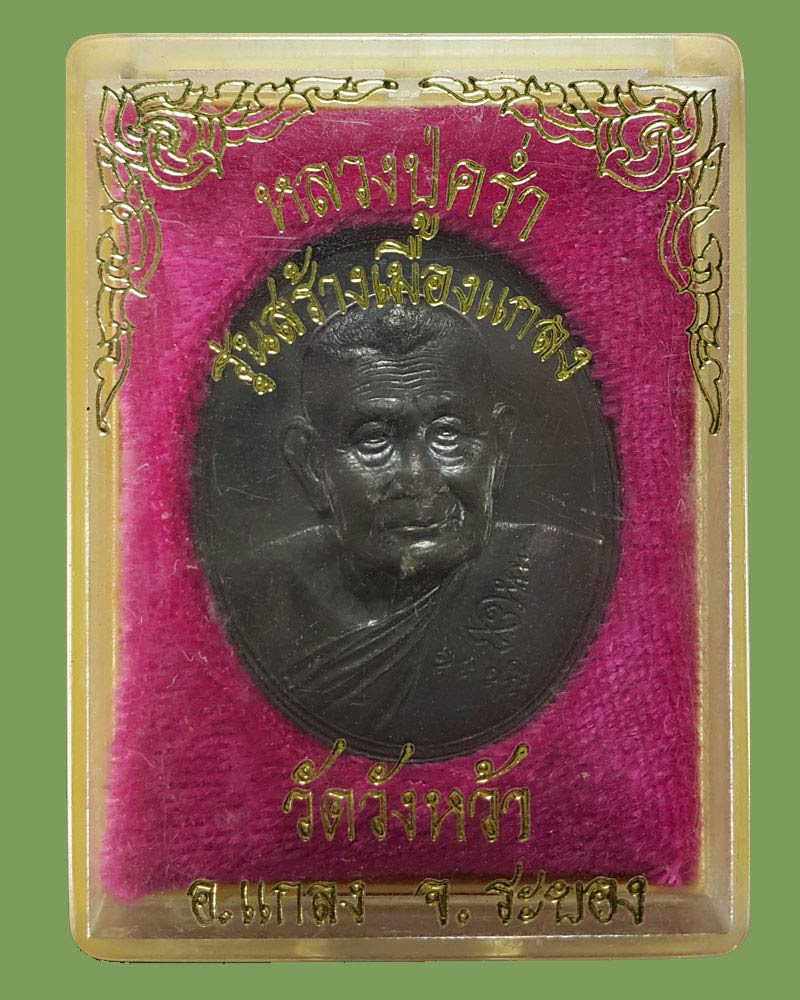 หลวงปู่คร่ำ
รุ่นสร้างเมืองแกลง
วัดวังหว้า
อ.แกลง จ.ระยอง